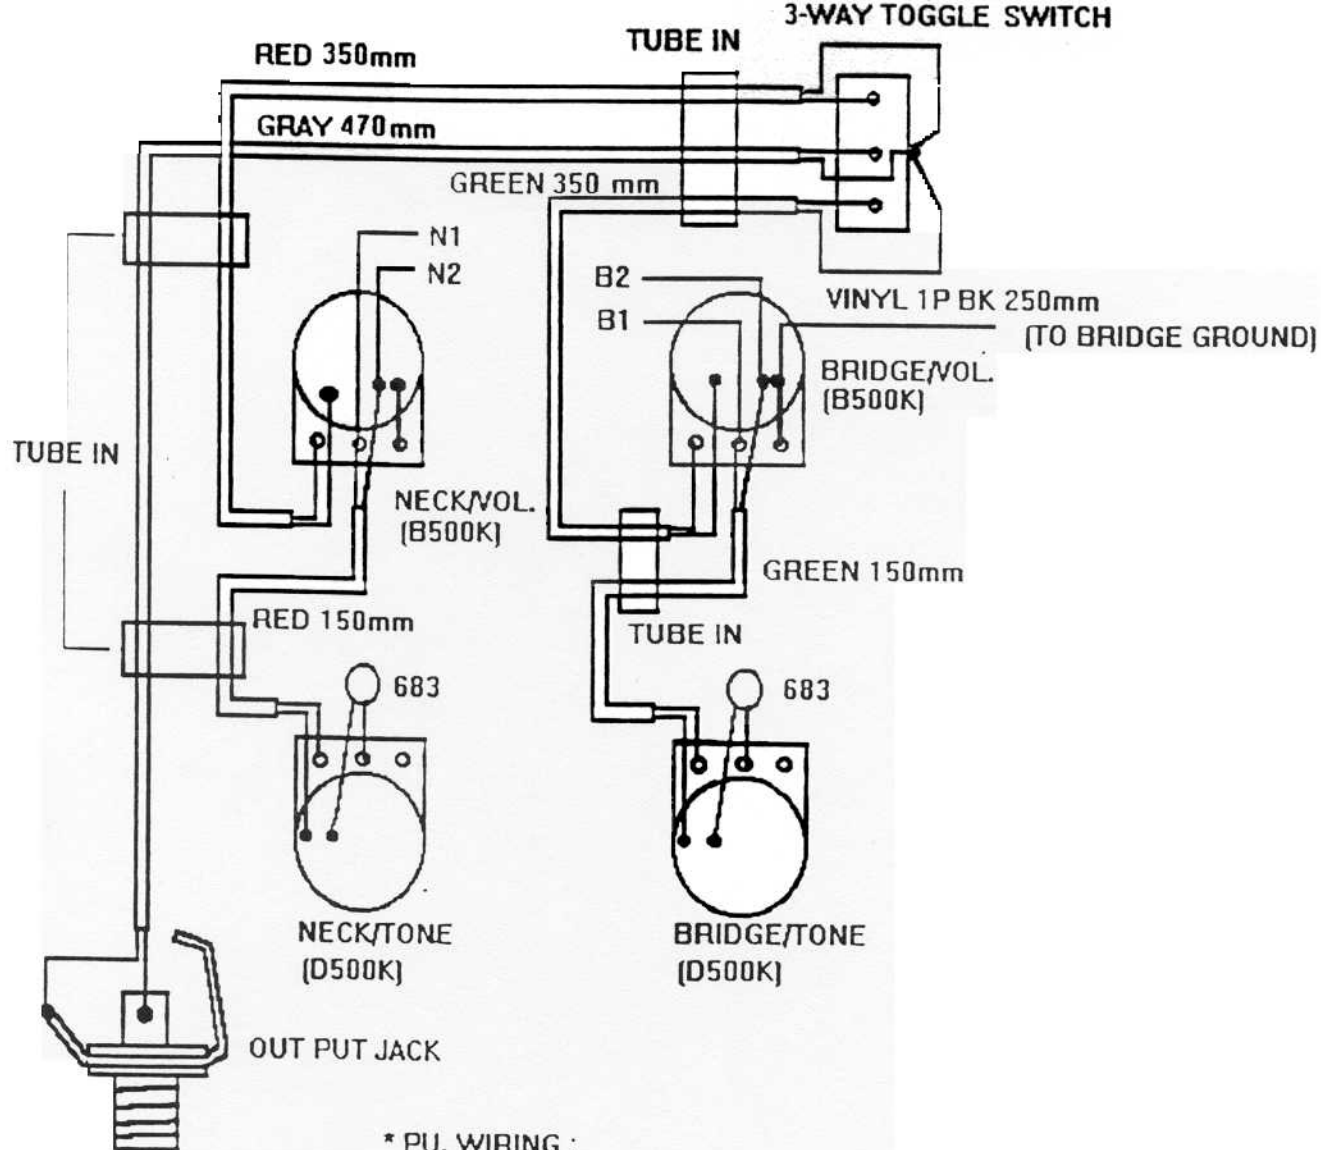 3-WAY TOGGLE SWITCH
TUBE IN
RED 350mm
GRAY 470mm
GREEN 350 mm
N1
N2
B2
B1
VINYL 1P BK 250mm
(TO BRIDGE GROUND)
BRIDGE/VOL.
(B500K)
TUBE IN
NECK/VOL.
(B500K)
GREEN 150mm
RED 150mm
TUBE IN
683
683
NECK/TONE
(D500K)
BRIDGE/TONE
(D500K)
OUT PUT JACK
* PU. WIRING :